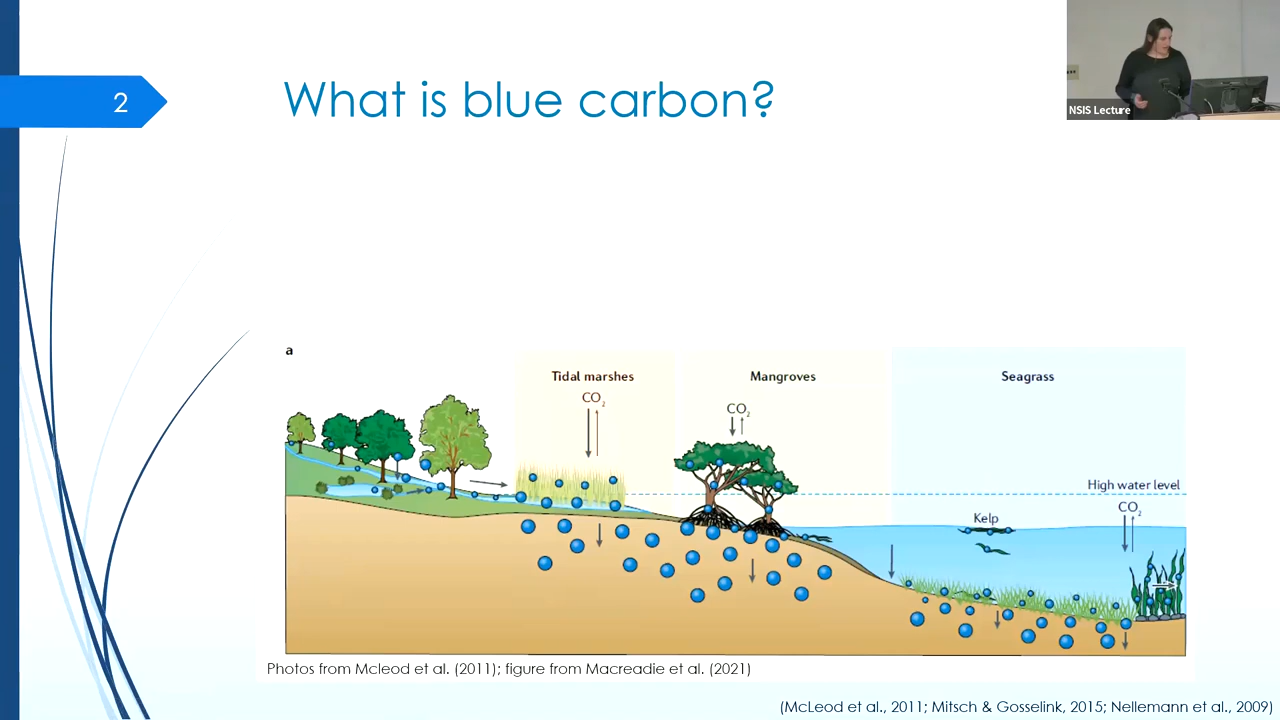 2
What is blue carbon?
NSIS Lecture
a
Tidal marshes
Mangroves
Seagrass
CO2
CO2
High water level
CO2
Kelp
Photos from Mcleod et al. (2011); figure from Macreadie et al. (2021)
(McLeod et al., 2011; Mitsch & Gosselink, 2015; Nellemann et al., 2009)